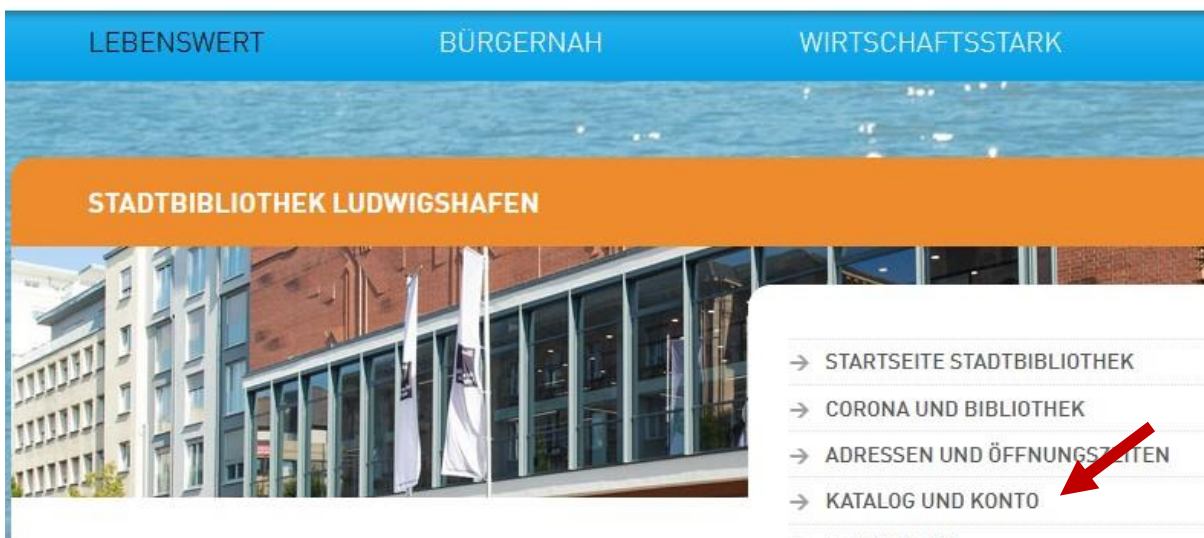 LEBENSWERT BÜRGERNAH WIRTSCHAFTSSTARK
STADTBIBLIOTHEK LUDWIGSHAFEN
→ STARTSEITE STADTBIBLIOTHEK
→ CORONA UND BIBLIOTHEK
→ ADRESSEN UND ÖFFNUNGSZEITEN
→ KATALOG UND KONTO